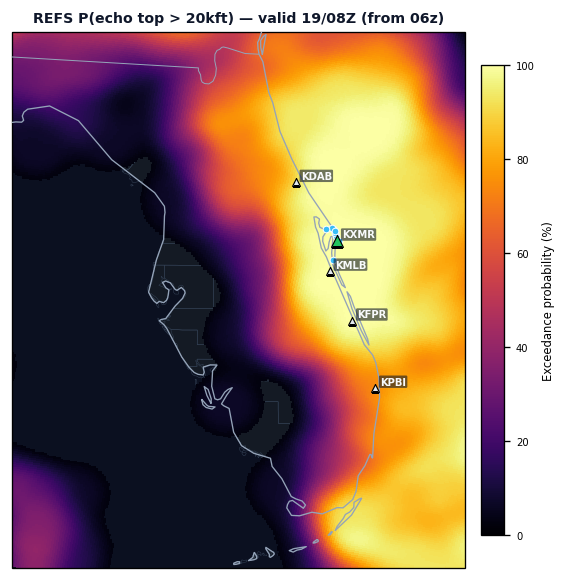 REFS P(echo top > 20kft) — valid 19/08Z (from 06z)
KDAB
KXMR
KMLB
KFPR
KPBI
100
80
60
40
20
0
Exceedance probability (%)